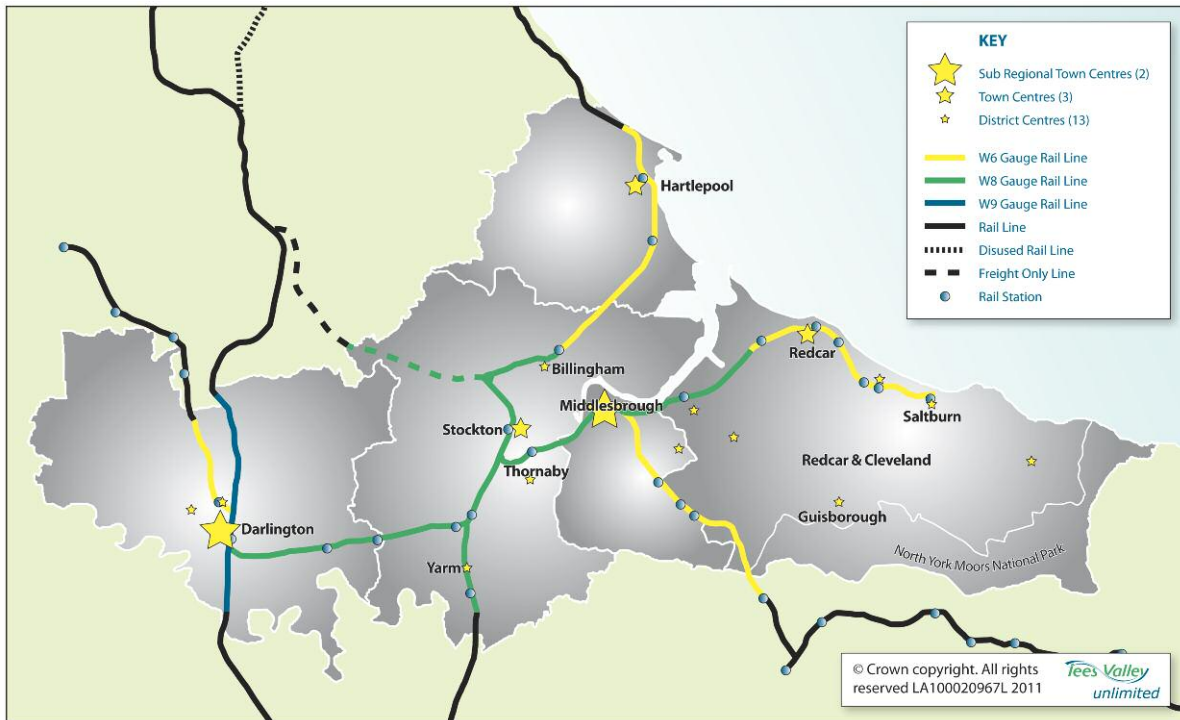 KEY
Sub Regional Town Centres (2)
Town Centres (3)
District Centres (13)
W6 Gauge Rail Line
W8 Gauge Rail Line
W9 Gauge Rail Line
Rail Line
Disused Rail Line
Freight Only Line
Rail Station
Hartlepool
Billingham
Redcar
Middlesbrough
Saltburn
Stockton
Thornaby
Redcar & Cleveland
Guisborough
Darlington
North York Moors National Park
Yarm
© Crown copyright. All rights
reserved LA100020967L 2011
Tees Valley
unlimited